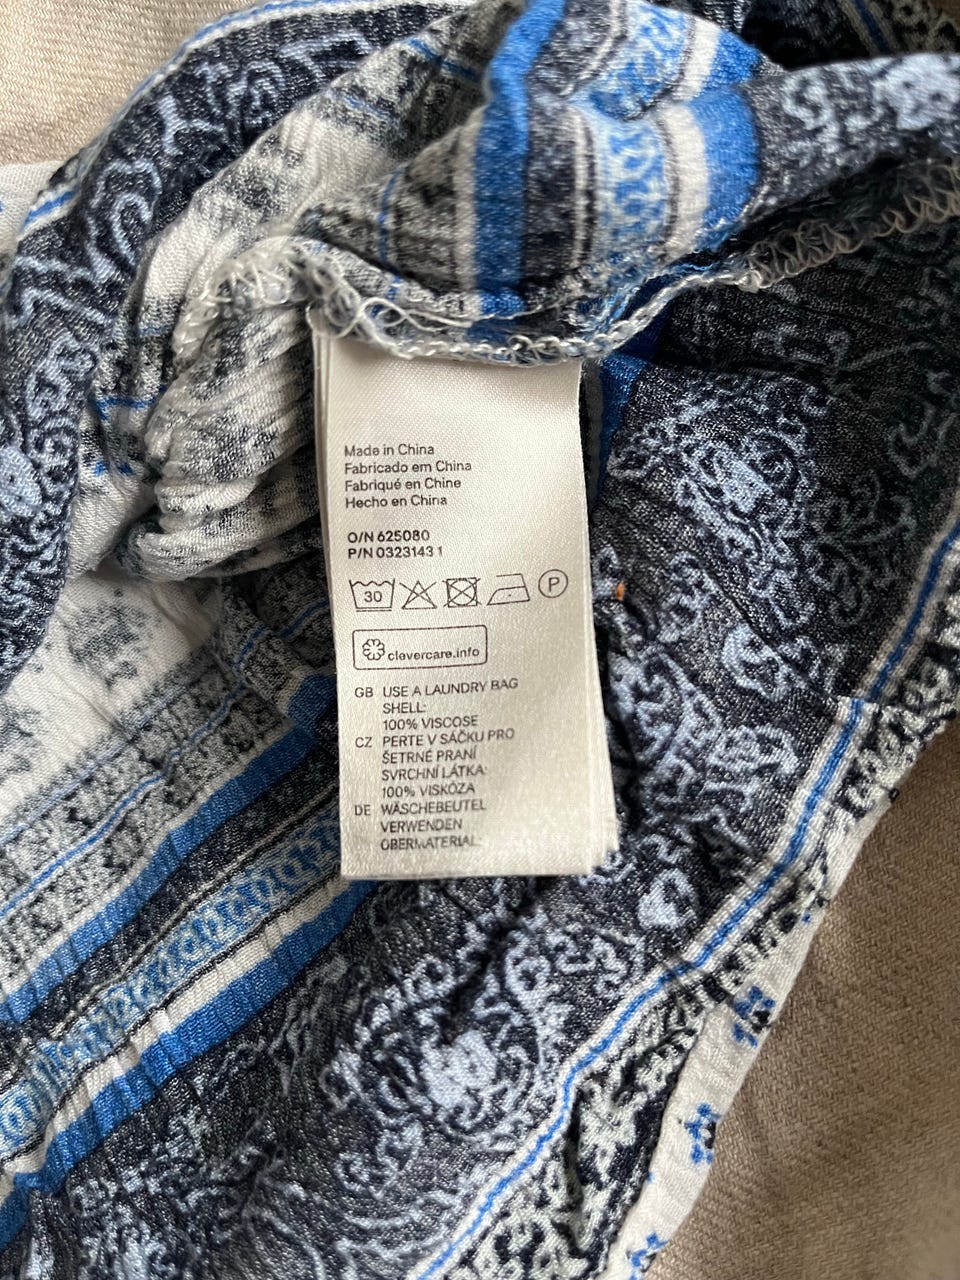 Made in China
Fabricado em China
Fabriqué en Chine
Hecho en China
O/N 625080
P/N 0323143 1
30 P
clevercare.info
GB USE A LAUNDRY BAG
SHELL:
100% VISCOSE
CZ PERTE V SÁČKU PRO
ŠETRNÉ PRANÍ
SVRCHNÍ LÁTKA:
100% VISKÓZA
DE WÄSCHEBEUTEL
VERWENDEN
OBERMATERIAL: